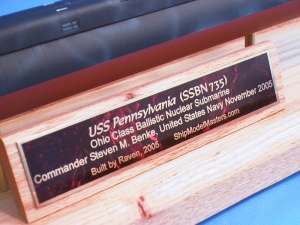 USS Pennsylvania (SSBN 735)
Ohio Class Ballistic Nuclear Submarine
Commander Steven M. Benke, United States Navy November 2005
Built by Raven, 2005 ShipModelMasters.com